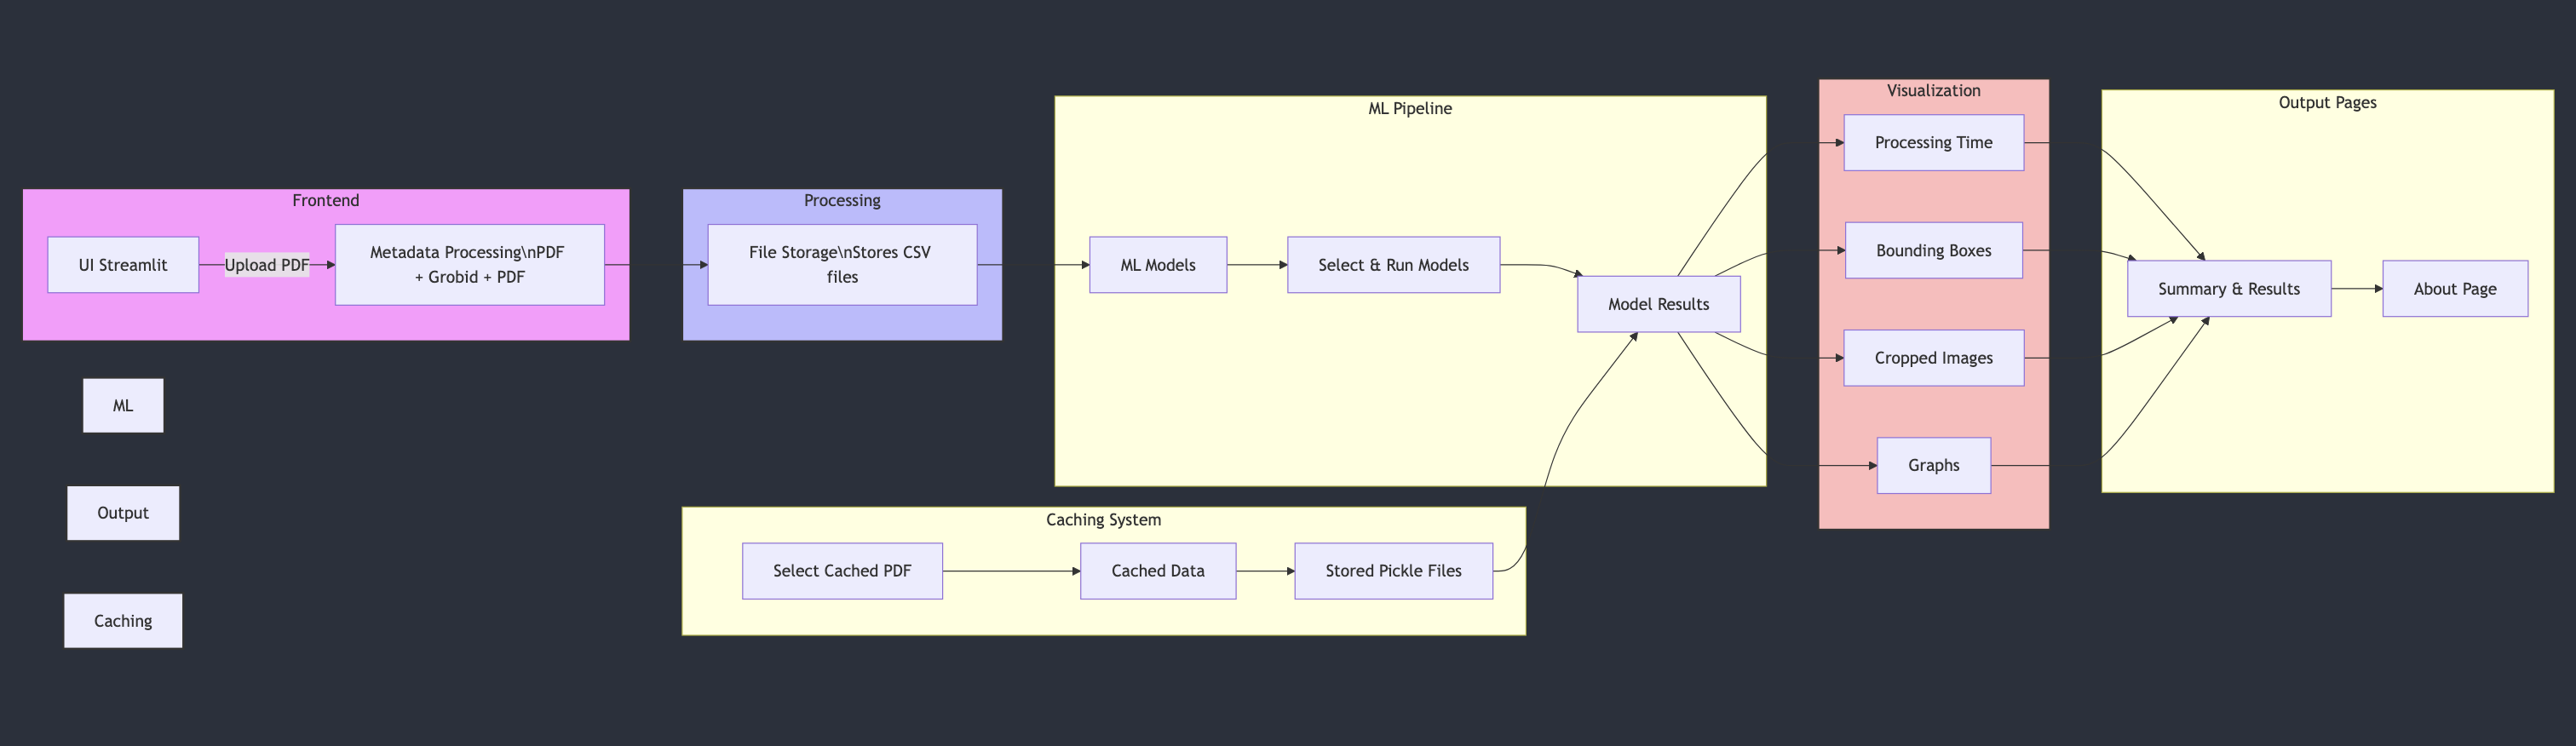 Frontend
UI Streamlit
Upload PDF
Metadata Processing\nPDF
+ Grobid + PDF
Processing
File Storage\nStores CSV
files
ML Pipeline
ML Models
Select & Run Models
Model Results
Visualization
Processing Time
Bounding Boxes
Cropped Images
Graphs
Output Pages
Summary & Results
About Page
ML
Output
Caching
Caching System
Select Cached PDF
Cached Data
Stored Pickle Files